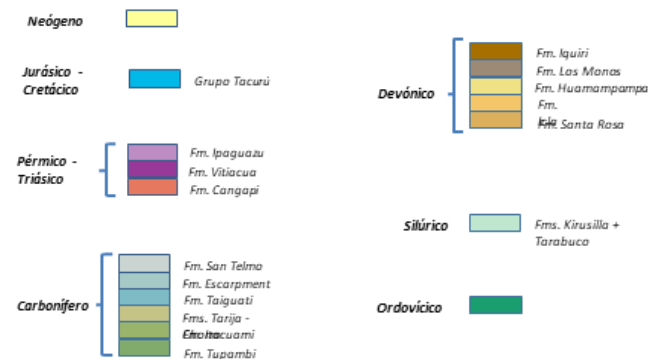 Neógeno
Jurásico -
Cretácico
Grupo Tacurú
Pérmico -
Triásico
Fm. Ipaguazu
Fm. Vitiacua
Fm. Cangapi
Carbonífero
Fm. San Telmo
Fm. Escarpment
Fm. Taiguati
Fms. Tarija -
Fm. Tupambi
Devónico
Fm. Iquiri
Fm. Los Monos
Fm. Huamampampa
Fm.
Isla
Fm. Santa Rosa
Silúrico
Fms. Kirusilla +
Tarabuco
Ordovícico